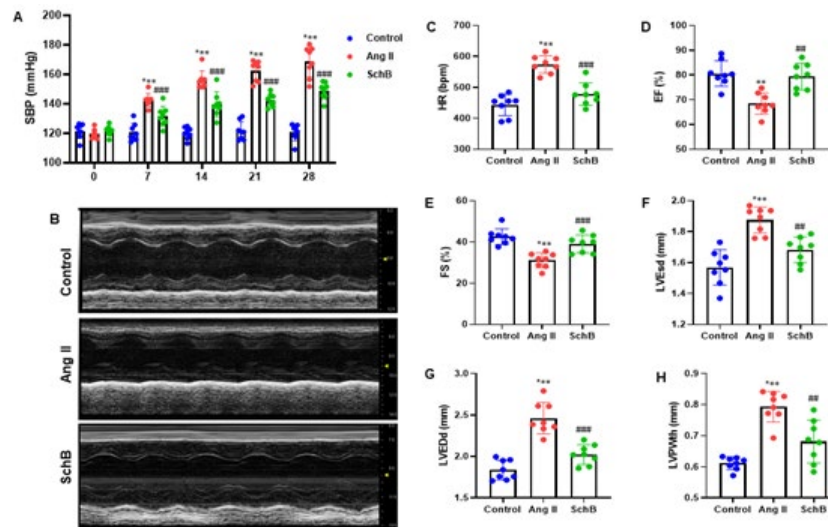 A
SBP (mmHg)
200
180
160
140
120
100
0
7
14
21
28
***
###
***
###
***
###
***
###
Control
Ang II
SchB
B
Control
Ang II
SchB
C
HR (bpm)
700
600
500
400
300
***
###
Control
Ang II
SchB
D
EF (%)
100
90
80
70
60
**
##
Control
Ang II
SchB
E
FS (%)
60
40
20
0
***
###
Control
Ang II
SchB
F
LVEsd (mm)
2.0
1.8
1.6
1.4
1.2
***
##
Control
Ang II
SchB
G
LVEDd (mm)
3.0
2.5
2.0
1.5
***
###
Control
Ang II
SchB
H
LVPWth (mm)
0.9
0.8
0.7
0.6
0.5
***
##
Control
Ang II
SchB